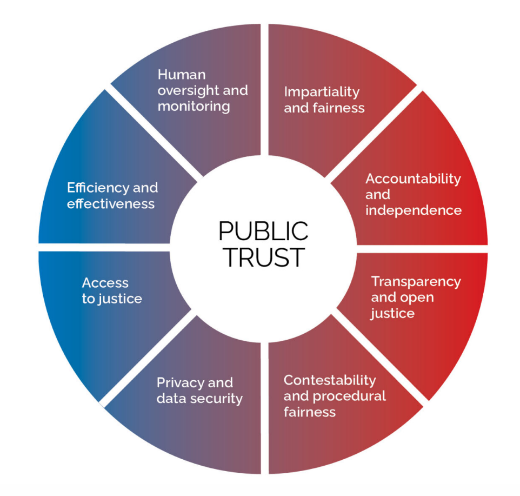 Human
oversight and
monitoring
Impartiality
and fairness
Accountability
and
independence
Transparency
and open
justice
Contestability
and procedural
fairness
Privacy and
data security
Access
to justice
Efficiency and
effectiveness
PUBLIC
TRUST